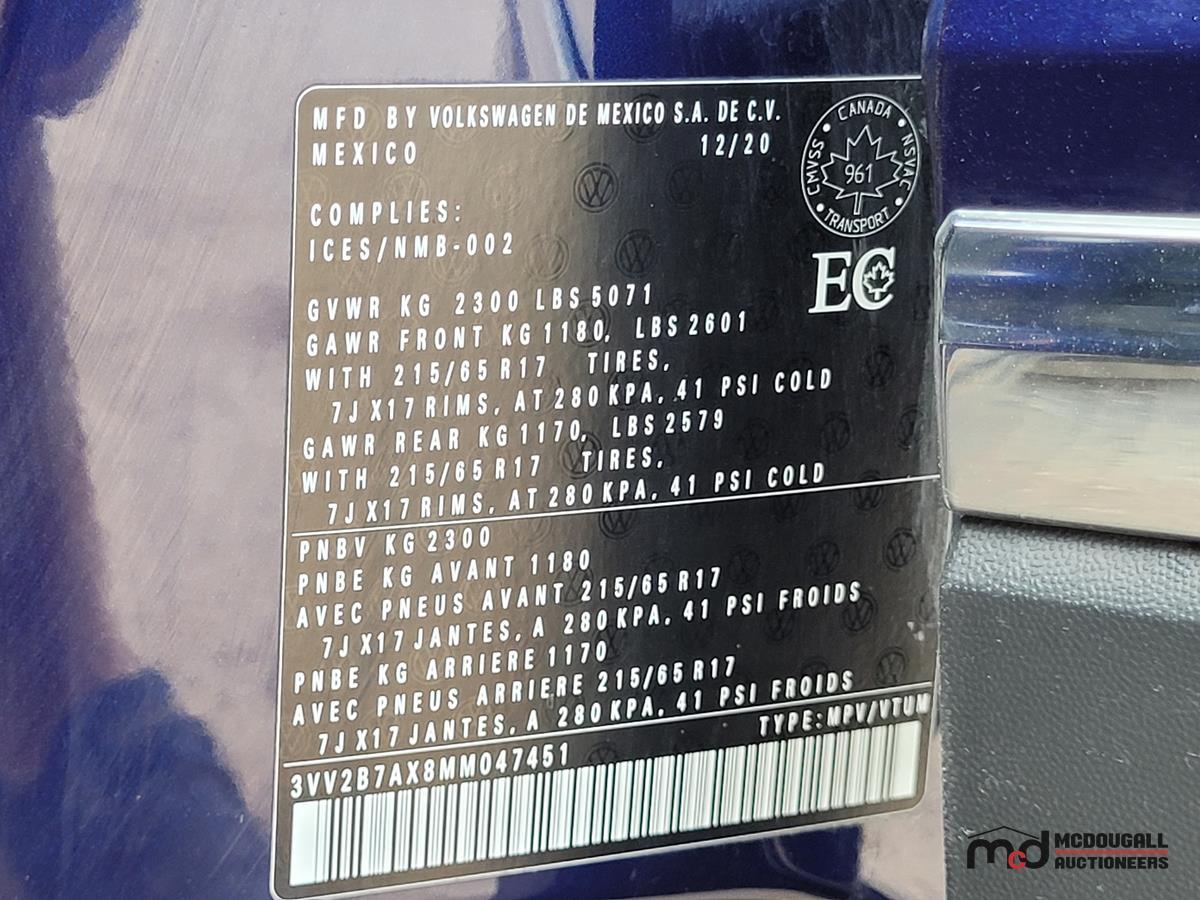 MFD BY VOLKSWAGEN DE MEXICO S.A. DE C.V.
MEXICO 12/20
CANADA
CMVSS 961 NSVAC
TRANSPORT
COMPLIES:
ICES/NMB-002
EC
GVWR KG 2300 LBS 5071
GAWR FRONT KG 1180, LBS 2601
WITH 215/65 R17 TIRES,
7J X17 RIMS, AT 280 KPA, 41 PSI COLD
GAWR REAR KG 1170, LBS 2579
WITH 215/65 R17 TIRES,
7J X17 RIMS, AT 280 KPA, 41 PSI COLD
PNBV KG 2300
PNBE KG AVANT 1180
AVEC PNEUS AVANT 215/65 R17
7J X17 JANTES, A 280 KPA, 41 PSI FROIDS
PNBE KG ARRIERE 1170
AVEC PNEUS ARRIERE 215/65 R17
7J X17 JANTES, A 280 KPA, 41 PSI FROIDS
TYPE: MPV/VTUM
3VV2B7AX8MM047451
mcd MCDOUGALL
AUCTIONEERS